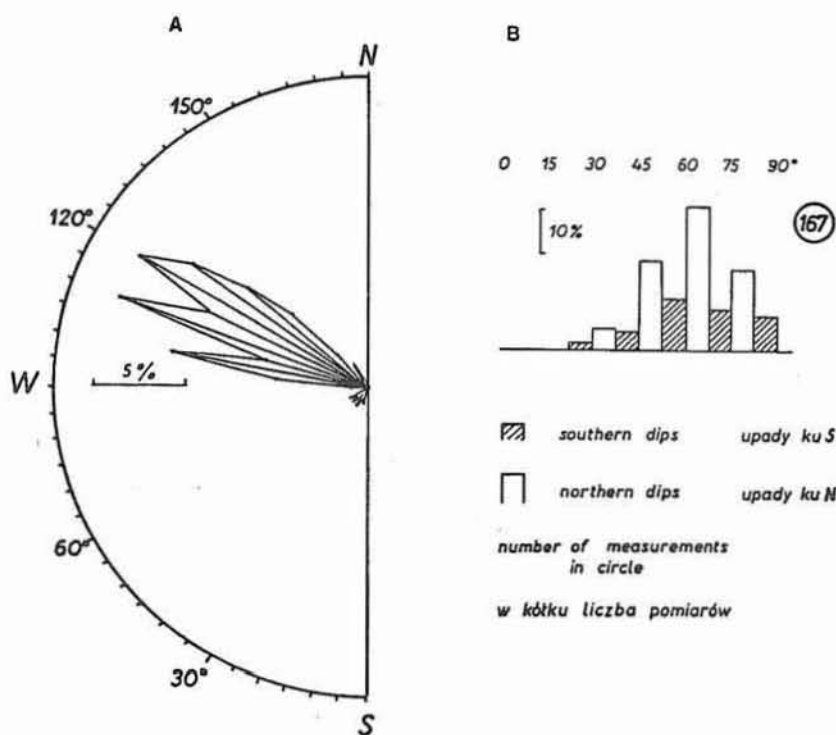 A
N
150°
120°
W
5%
60°
30°
S
B
0 15 30 45 60 75 90°
10%
167
southern dips upady ku S
northern dips upady ku N
number of measurements
in circle
w kółku liczba pomiarów